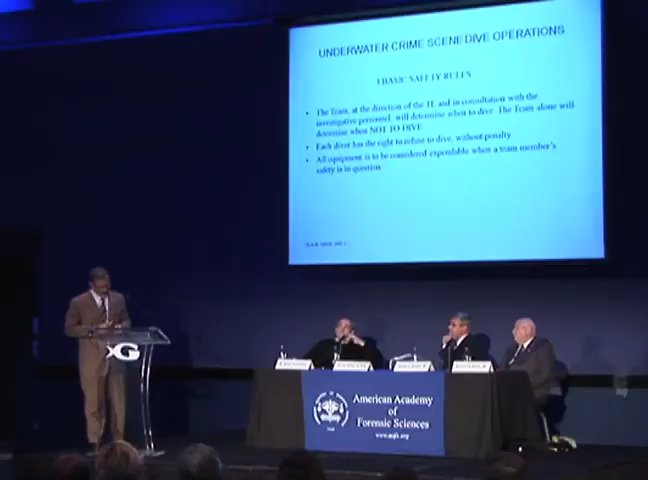 UNDERWATER CRIME SCENE DIVE OPERATIONS
3 BASIC SAFETY RULES
• The Team, at the direction of the TL and in consultation with the
investigative personnel, will determine when to dive. The Team alone will
determine when NOT TO DIVE.
• Each diver has the right to refuse to dive, without penalty.
• All equipment is to be considered expendable when a team member's
safety is in question.
G
American Academy
of
Forensic Sciences
www.aafs.org